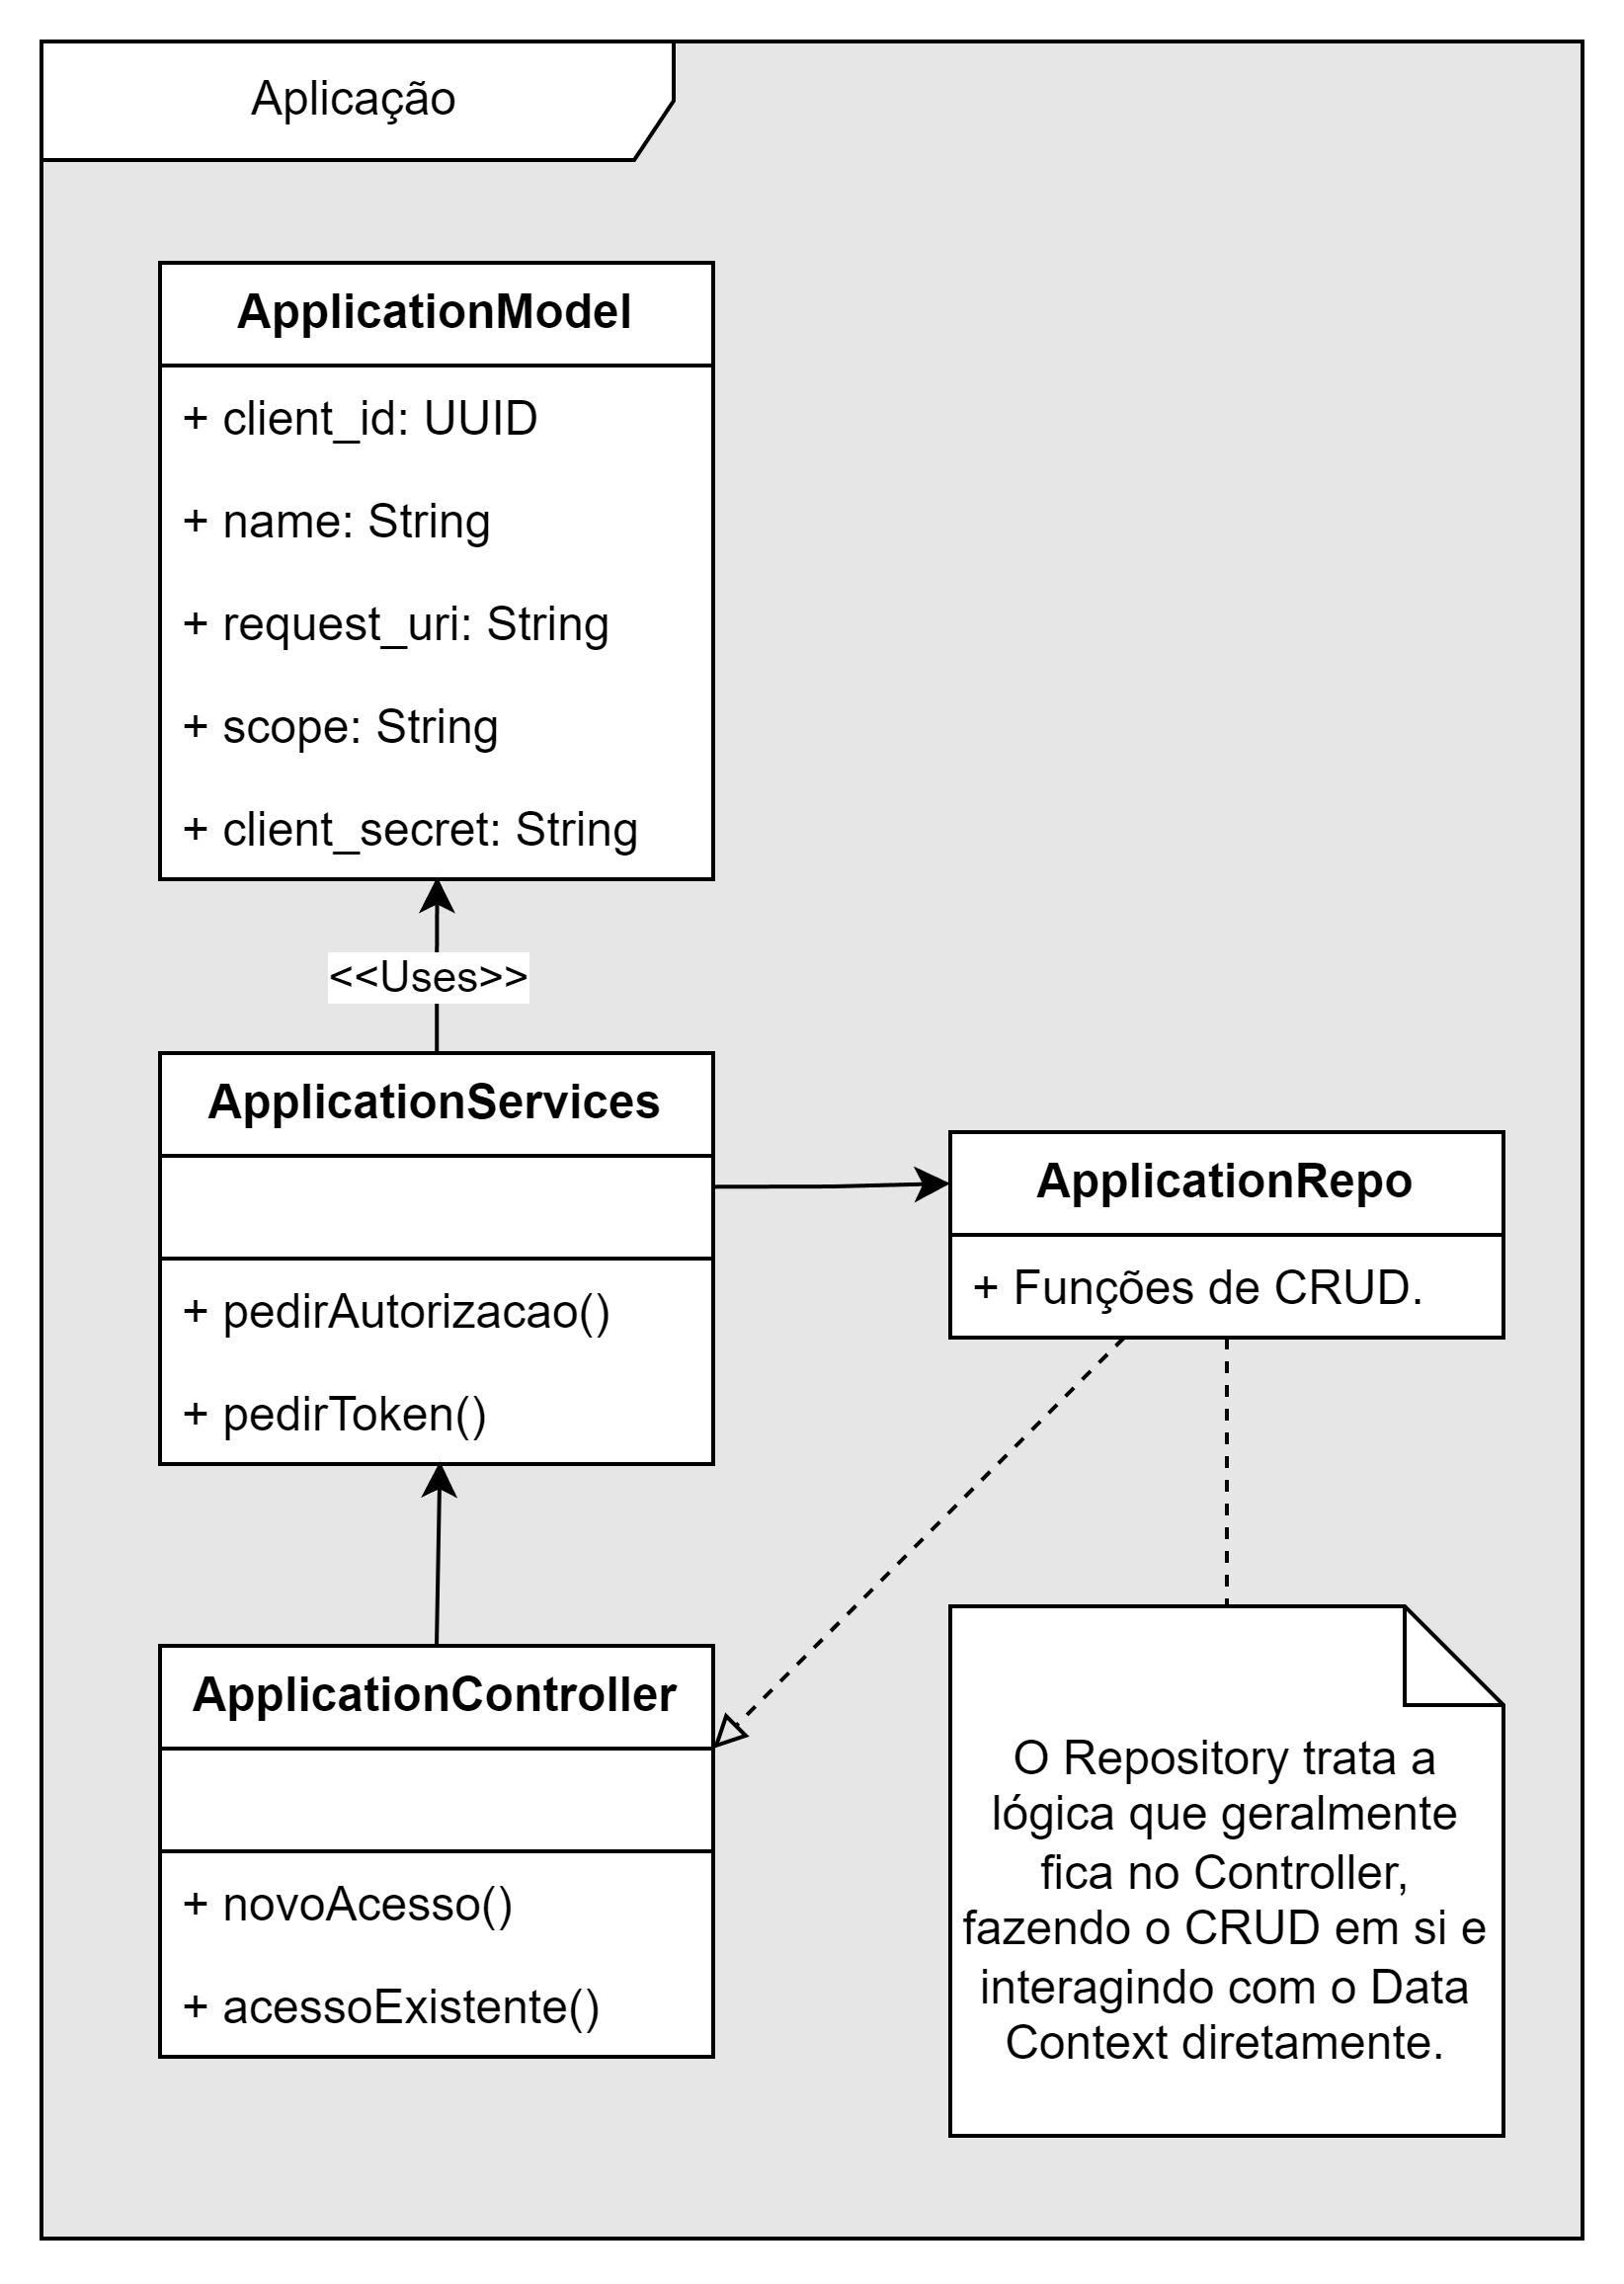 Aplicação
ApplicationModel
+ client_id: UUID
+ name: String
+ request_uri: String
+ scope: String
+ client_secret: String
<<Uses>>
ApplicationServices
+ pedirAutorizacao()
+ pedirToken()
ApplicationRepo
+ Funções de CRUD.
ApplicationController
+ novoAcesso()
+ acessoExistente()
O Repository trata a
lógica que geralmente
fica no Controller,
fazendo o CRUD em si e
interagindo com o Data
Context diretamente.